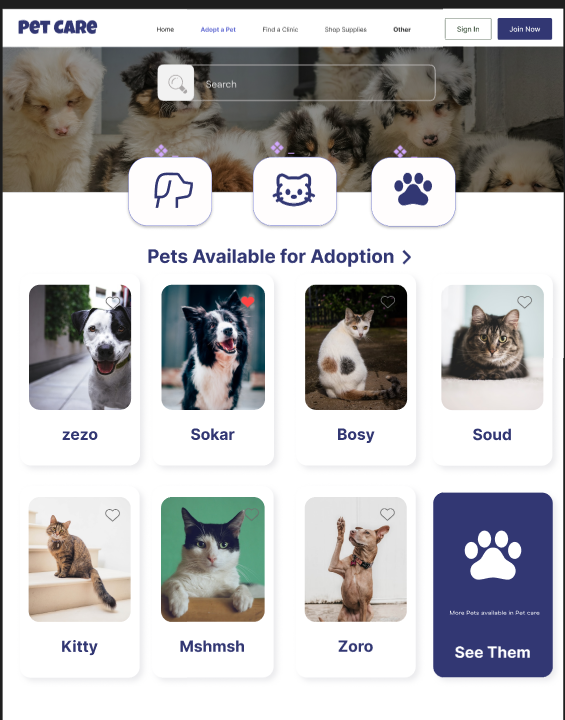 Pet Care
Home
Adopt a Pet
Find a Clinic
Shop Supplies
Other
Sign In
Join Now
Search
Pets Available for Adoption
zezo
Sokar
Bosy
Soud
Kitty
Mshmsh
Zoro
More Pets available in Pet care
See Them